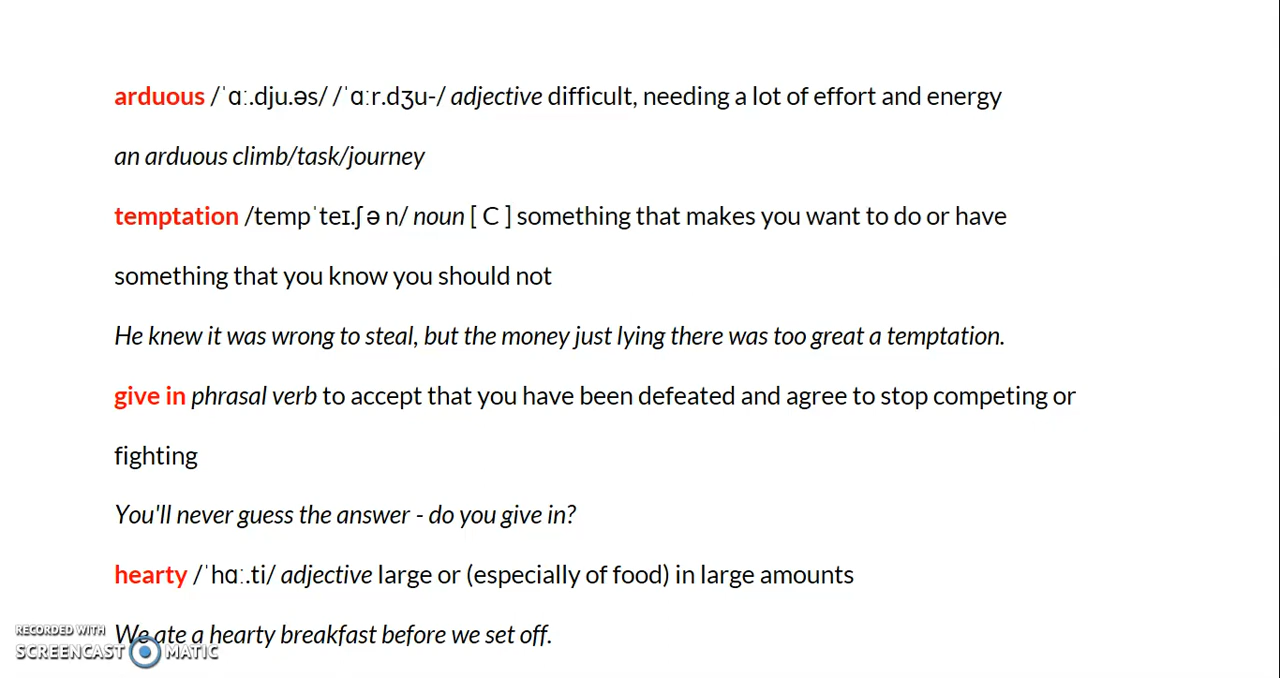 arduous /ˈɑː.dju.əs/ /ˈɑːr.dʒu-/ adjective difficult, needing a lot of effort and energy
an arduous climb/task/journey
temptation /tempˈteɪ.ʃ ə n/ noun [ C ] something that makes you want to do or have
something that you know you should not
He knew it was wrong to steal, but the money just lying there was too great a temptation.
give in phrasal verb to accept that you have been defeated and agree to stop competing or
fighting
You'll never guess the answer - do you give in?
hearty /ˈhɑː.ti/ adjective large or (especially of food) in large amounts
We ate a hearty breakfast before we set off.
RECORDED WITH
SCREENCAST MATIC